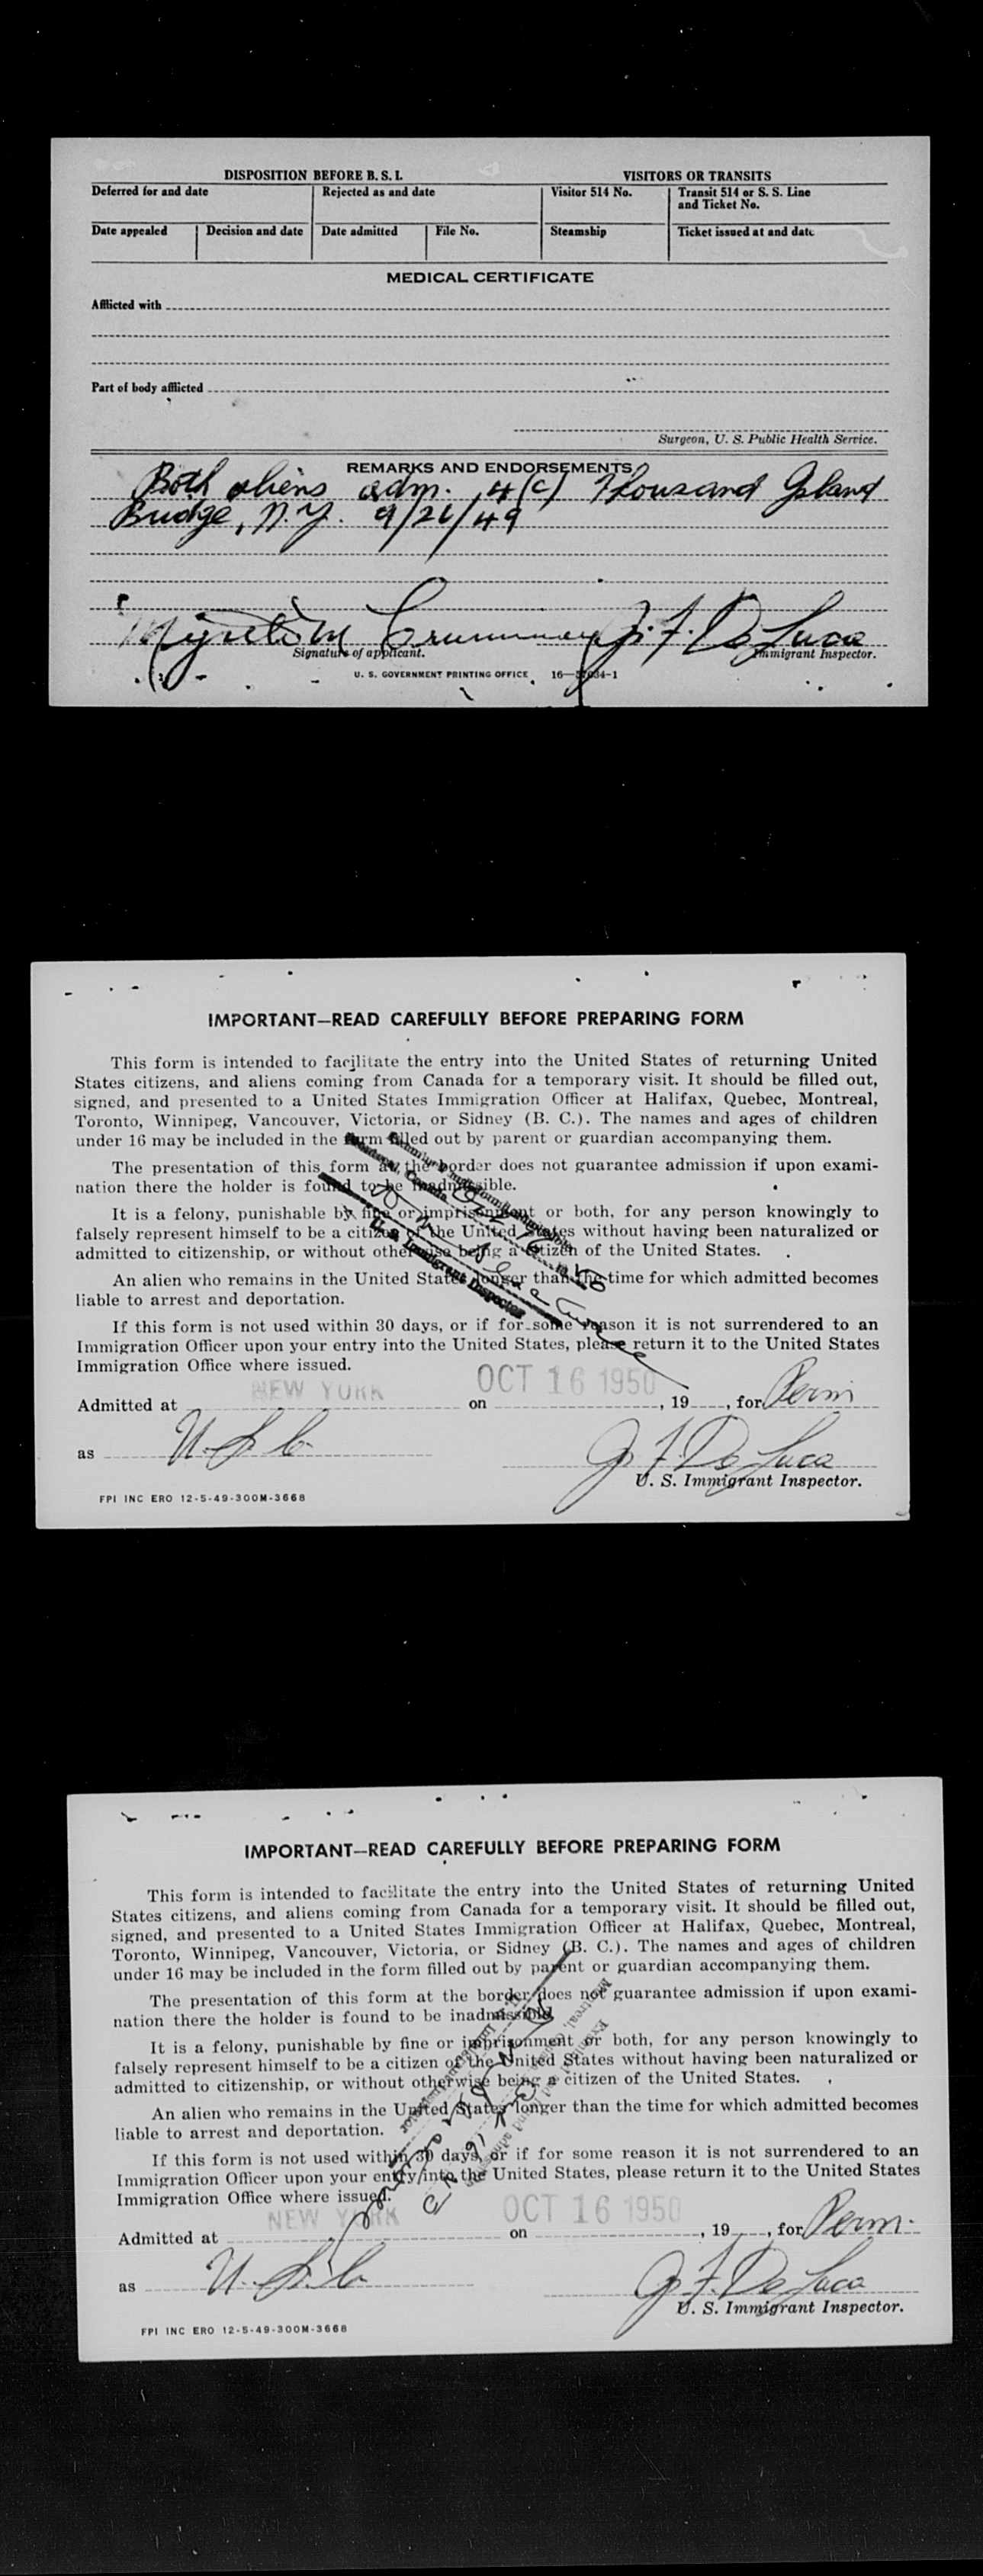 DISPOSITION BEFORE B. S. I.
VISITORS OR TRANSITS
Deferred for and date
Rejected as and date
Visitor 514 No.
Transit 514 or S. S. Line
and Ticket No.
Date appealed
Decision and date
Date admitted
File No.
Steamship
Ticket issued at and date
MEDICAL CERTIFICATE
Afflicted with
Part of body afflicted
Surgeon, U. S. Public Health Service.
REMARKS AND ENDORSEMENTS
Both aliens adm. 4(c) Thousand Island
Bridge, N.Y. 9/26/49
J. F. De Luca
Signature of applicant.
Immigrant Inspector.
U. S. GOVERNMENT PRINTING OFFICE
IMPORTANT—READ CAREFULLY BEFORE PREPARING FORM
This form is intended to facilitate the entry into the United States of returning United
States citizens, and aliens coming from Canada for a temporary visit. It should be filled out,
signed, and presented to a United States Immigration Officer at Halifax, Quebec, Montreal,
Toronto, Winnipeg, Vancouver, Victoria, or Sidney (B. C.). The names and ages of children
under 16 may be included in the form filled out by parent or guardian accompanying them.
The presentation of this form at the border does not guarantee admission if upon exami-
nation there the holder is found to be inadmissible.
It is a felony, punishable by fine or imprisonment or both, for any person knowingly to
falsely represent himself to be a citizen of the United States without having been naturalized or
admitted to citizenship, or without otherwise being a citizen of the United States.
An alien who remains in the United States longer than the time for which admitted becomes
liable to arrest and deportation.
If this form is not used within 30 days, or if for some reason it is not surrendered to an
Immigration Officer upon your entry into the United States, please return it to the United States
Immigration Office where issued.
U. S. Immigrant Inspector
Admitted at NEW YORK on OCT 16 1950, 19, for Perm
as U.S.C.
J. F. De Luca
U. S. Immigrant Inspector.
FPI INC ERO 12-5-49-300M-3668
IMPORTANT—READ CAREFULLY BEFORE PREPARING FORM
This form is intended to facilitate the entry into the United States of returning United
States citizens, and aliens coming from Canada for a temporary visit. It should be filled out,
signed, and presented to a United States Immigration Officer at Halifax, Quebec, Montreal,
Toronto, Winnipeg, Vancouver, Victoria, or Sidney (B. C.). The names and ages of children
under 16 may be included in the form filled out by parent or guardian accompanying them.
The presentation of this form at the border does not guarantee admission if upon exami-
nation there the holder is found to be inadmissible.
It is a felony, punishable by fine or imprisonment or both, for any person knowingly to
falsely represent himself to be a citizen of the United States without having been naturalized or
admitted to citizenship, or without otherwise being a citizen of the United States.
An alien who remains in the United States longer than the time for which admitted becomes
liable to arrest and deportation.
If this form is not used within 30 days, or if for some reason it is not surrendered to an
Immigration Officer upon your entry into the United States, please return it to the United States
Immigration Office where issued.
Admitted at NEW YORK on OCT 16 1950, 19, for Perm.
as U.S.C.
J. F. De Luca
U. S. Immigrant Inspector.
FPI INC ERO 12-5-49-300M-3668